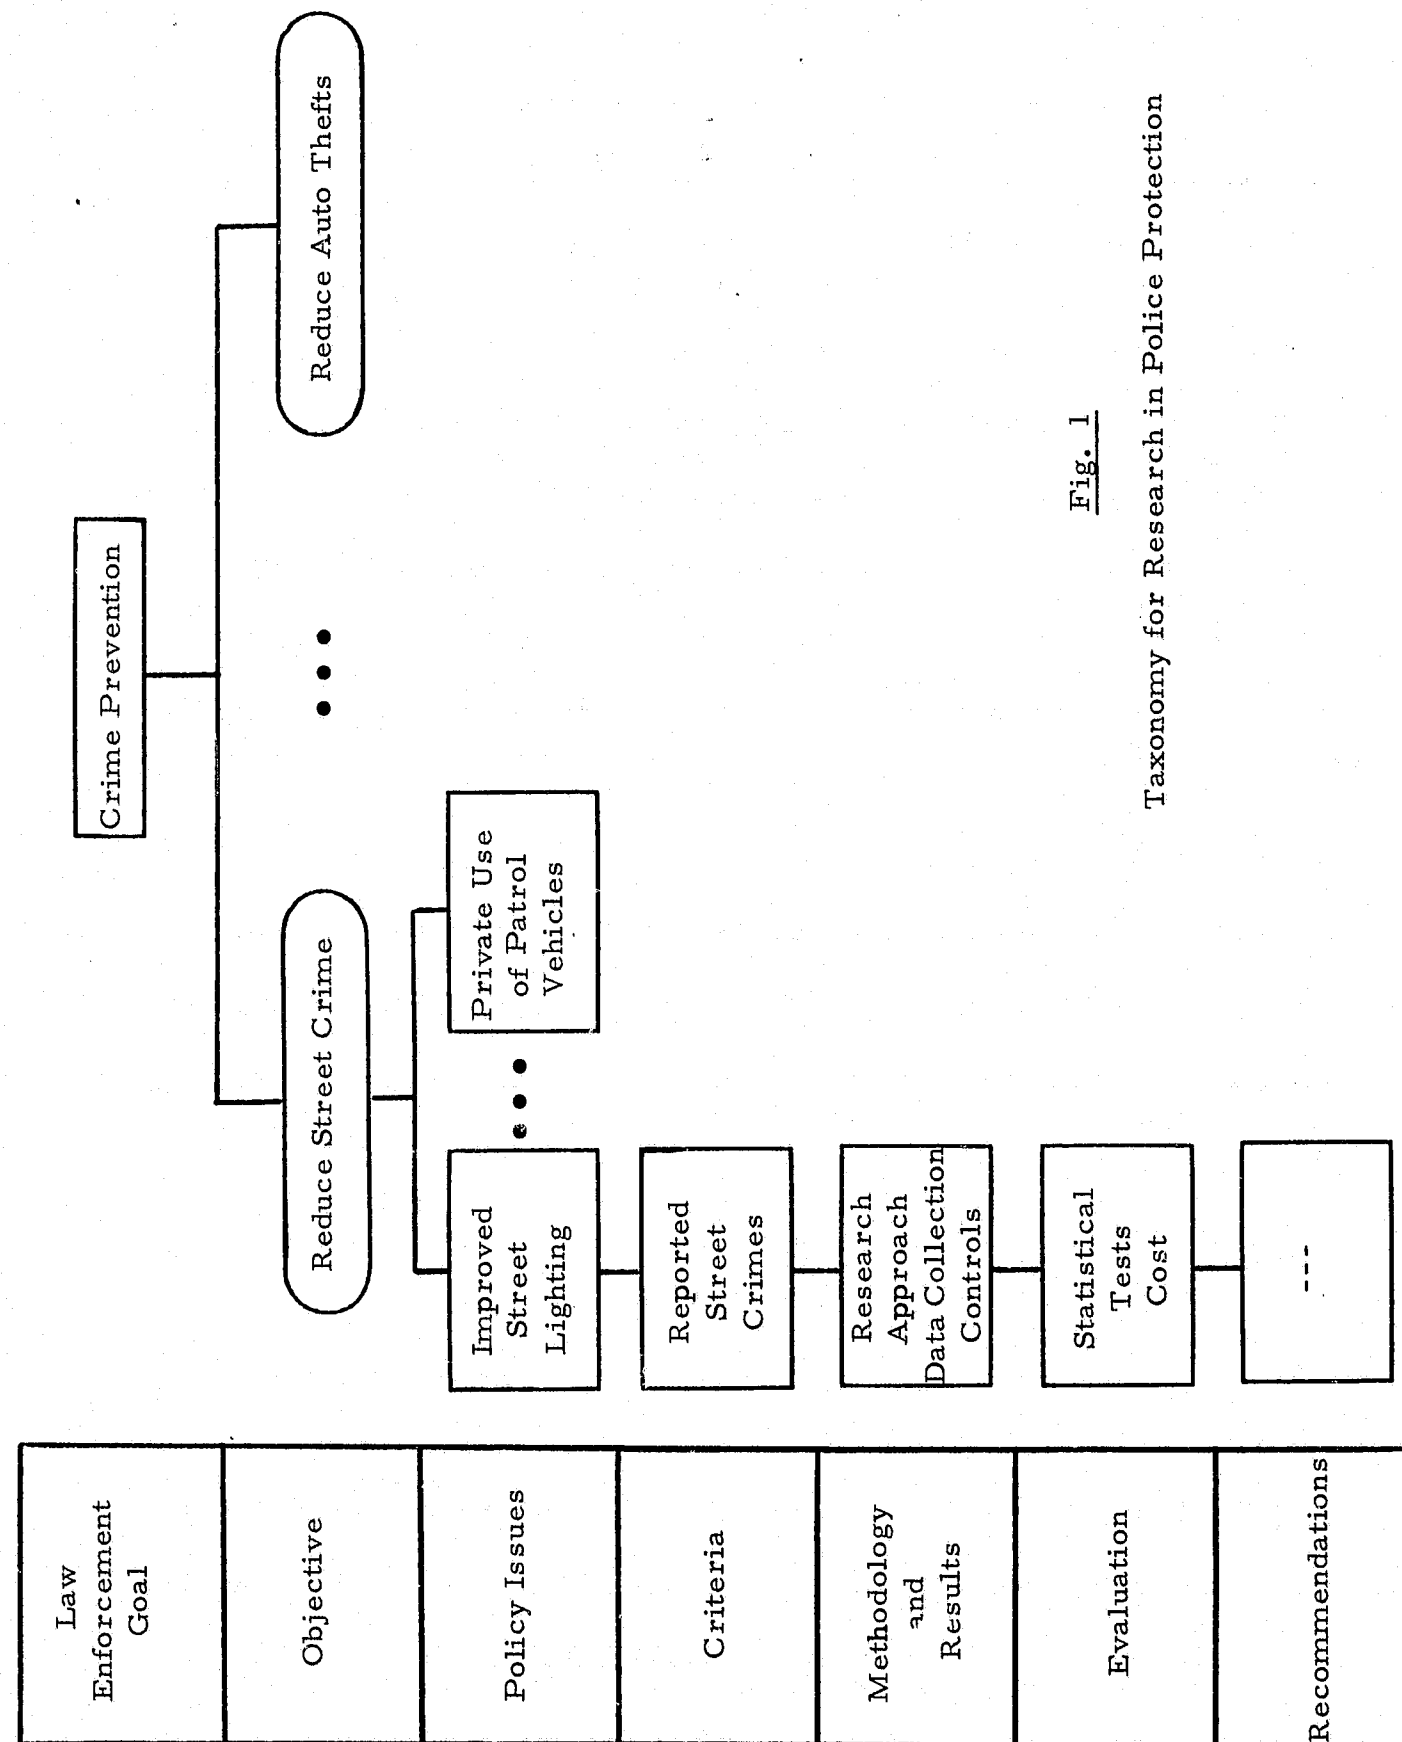 Law
Enforcement
Goal
Crime Prevention
Objective
Reduce Street Crime
Reduce Auto Thefts
Policy Issues
Improved
Street
Lighting
Private Use
of Patrol
Vehicles
Criteria
Reported
Street
Crimes
Methodology
and
Results
Research
Approach
Data Collection
Controls
Evaluation
Statistical
Tests
Cost
Recommendations
---
Fig. 1
Taxonomy for Research in Police Protection